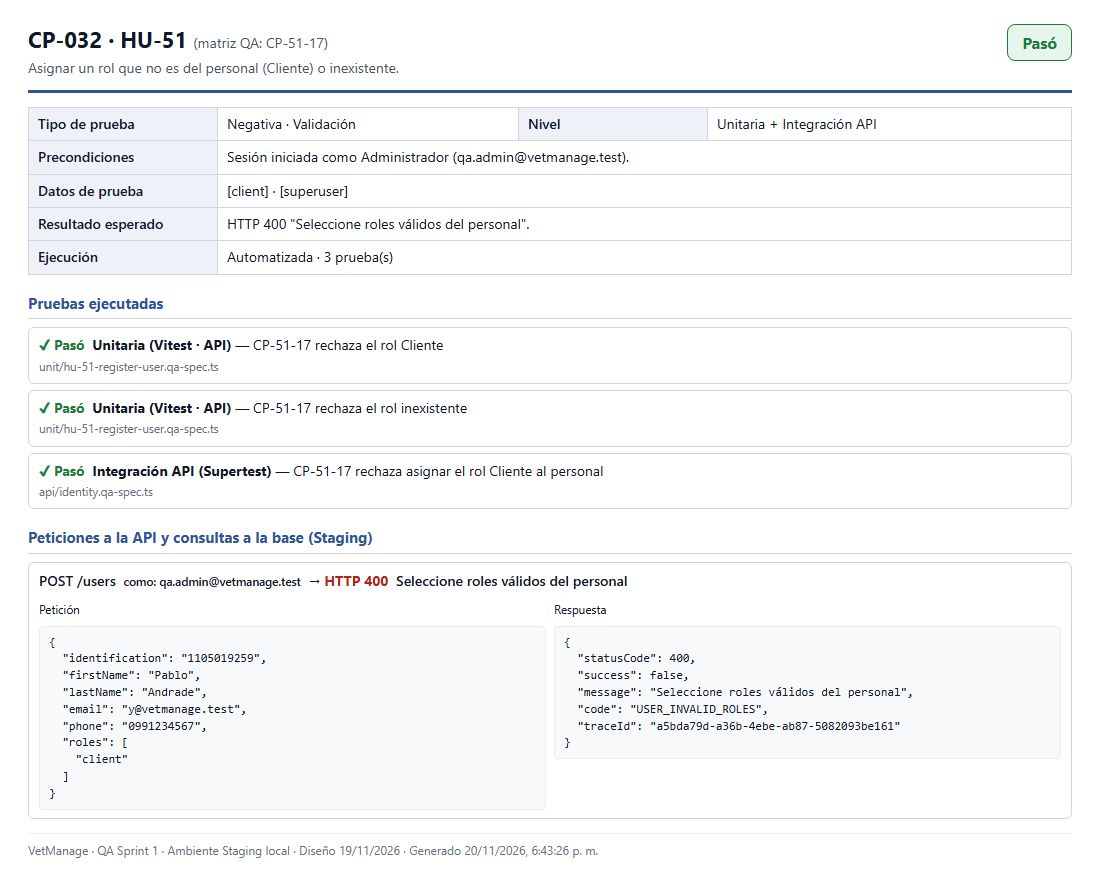 CP-032 · HU-51 (matriz QA: CP-51-17)
Pasó
Asignar un rol que no es del personal (Cliente) o inexistente.
Tipo de prueba Negativa · Validación Nivel Unitaria + Integración API
Precondiciones Sesión iniciada como Administrador (qa.admin@vetmanage.test).
Datos de prueba [client] · [superuser]
Resultado esperado HTTP 400 "Seleccione roles válidos del personal".
Ejecución Automatizada · 3 prueba(s)
Pruebas ejecutadas
✓ Pasó Unitaria (Vitest · API) — CP-51-17 rechaza el rol Cliente
unit/hu-51-register-user.qa-spec.ts
✓ Pasó Unitaria (Vitest · API) — CP-51-17 rechaza el rol inexistente
unit/hu-51-register-user.qa-spec.ts
✓ Pasó Integración API (Supertest) — CP-51-17 rechaza asignar el rol Cliente al personal
api/identity.qa-spec.ts
Peticiones a la API y consultas a la base (Staging)
POST /users como: qa.admin@vetmanage.test → HTTP 400 Seleccione roles válidos del personal
Petición
{
"identification": "1105019259",
"firstName": "Pablo",
"lastName": "Andrade",
"email": "y@vetmanage.test",
"phone": "0991234567",
"roles": [
"client"
]
}
Respuesta
{
"statusCode": 400,
"success": false,
"message": "Seleccione roles válidos del personal",
"code": "USER_INVALID_ROLES",
"traceId": "a5bda79d-a36b-4ebe-ab87-5082093be161"
}
VetManage · QA Sprint 1 · Ambiente Staging local · Diseño 19/11/2026 · Generado 20/11/2026, 6:43:26 p. m.